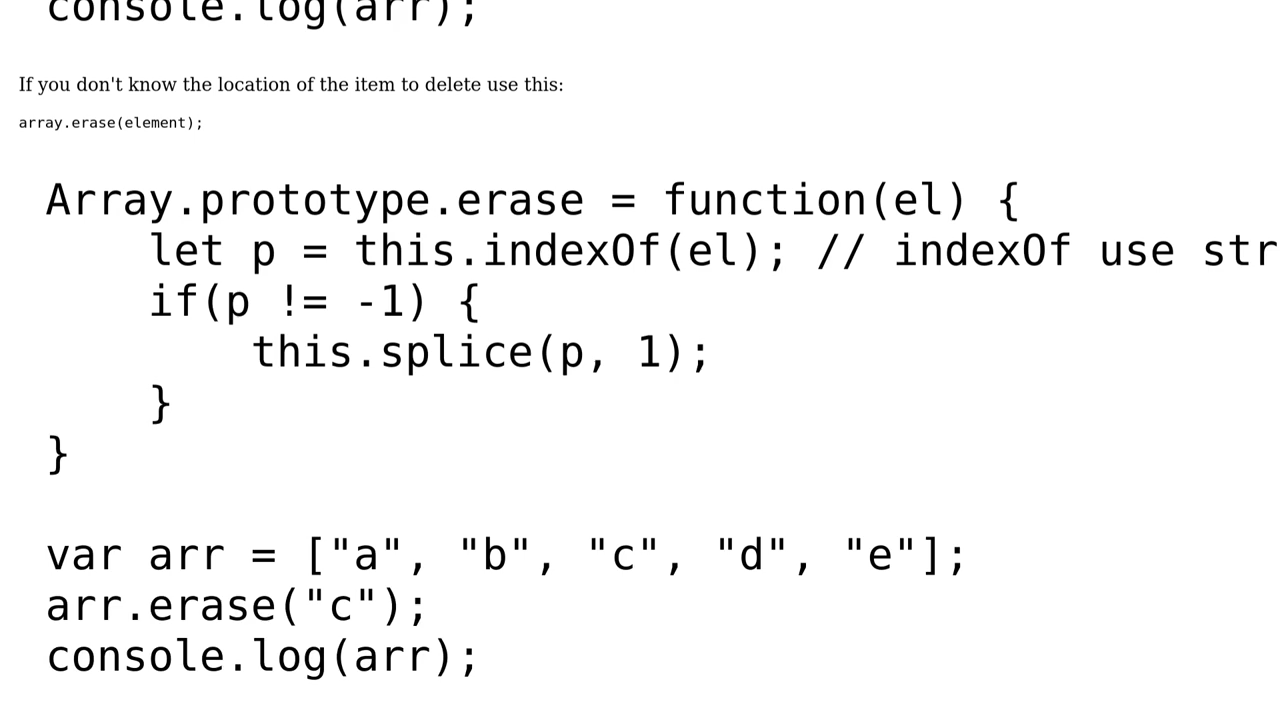 console.log(arr);
If you don't know the location of the item to delete use this:
array.erase(element);
Array.prototype.erase = function(el) {
    let p = this.indexOf(el); // indexOf use str
    if(p != -1) {
        this.splice(p, 1);
    }
}
var arr = ["a", "b", "c", "d", "e"];
arr.erase("c");
console.log(arr);